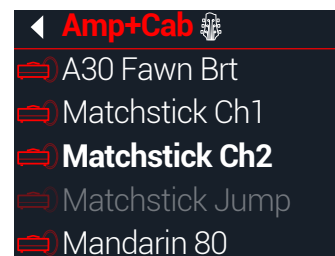 Amp+Cab
A30 Fawn Brt
Matchstick Ch1
Matchstick Ch2
Matchstick Jump
Mandarin 80